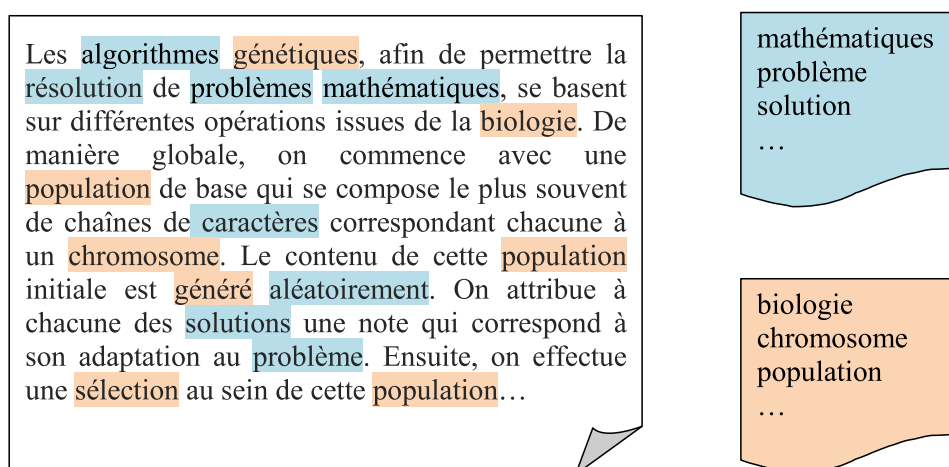 Les algorithmes génétiques, afin de permettre la
résolution de problèmes mathématiques, se basent
sur différentes opérations issues de la biologie. De
manière globale, on commence avec une
population de base qui se compose le plus souvent
de chaînes de caractères correspondant chacune à
un chromosome. Le contenu de cette population
initiale est généré aléatoirement. On attribue à
chacune des solutions une note qui correspond à
son adaptation au problème. Ensuite, on effectue
une sélection au sein de cette population…
mathématiques
problème
solution
…
biologie
chromosome
population
…